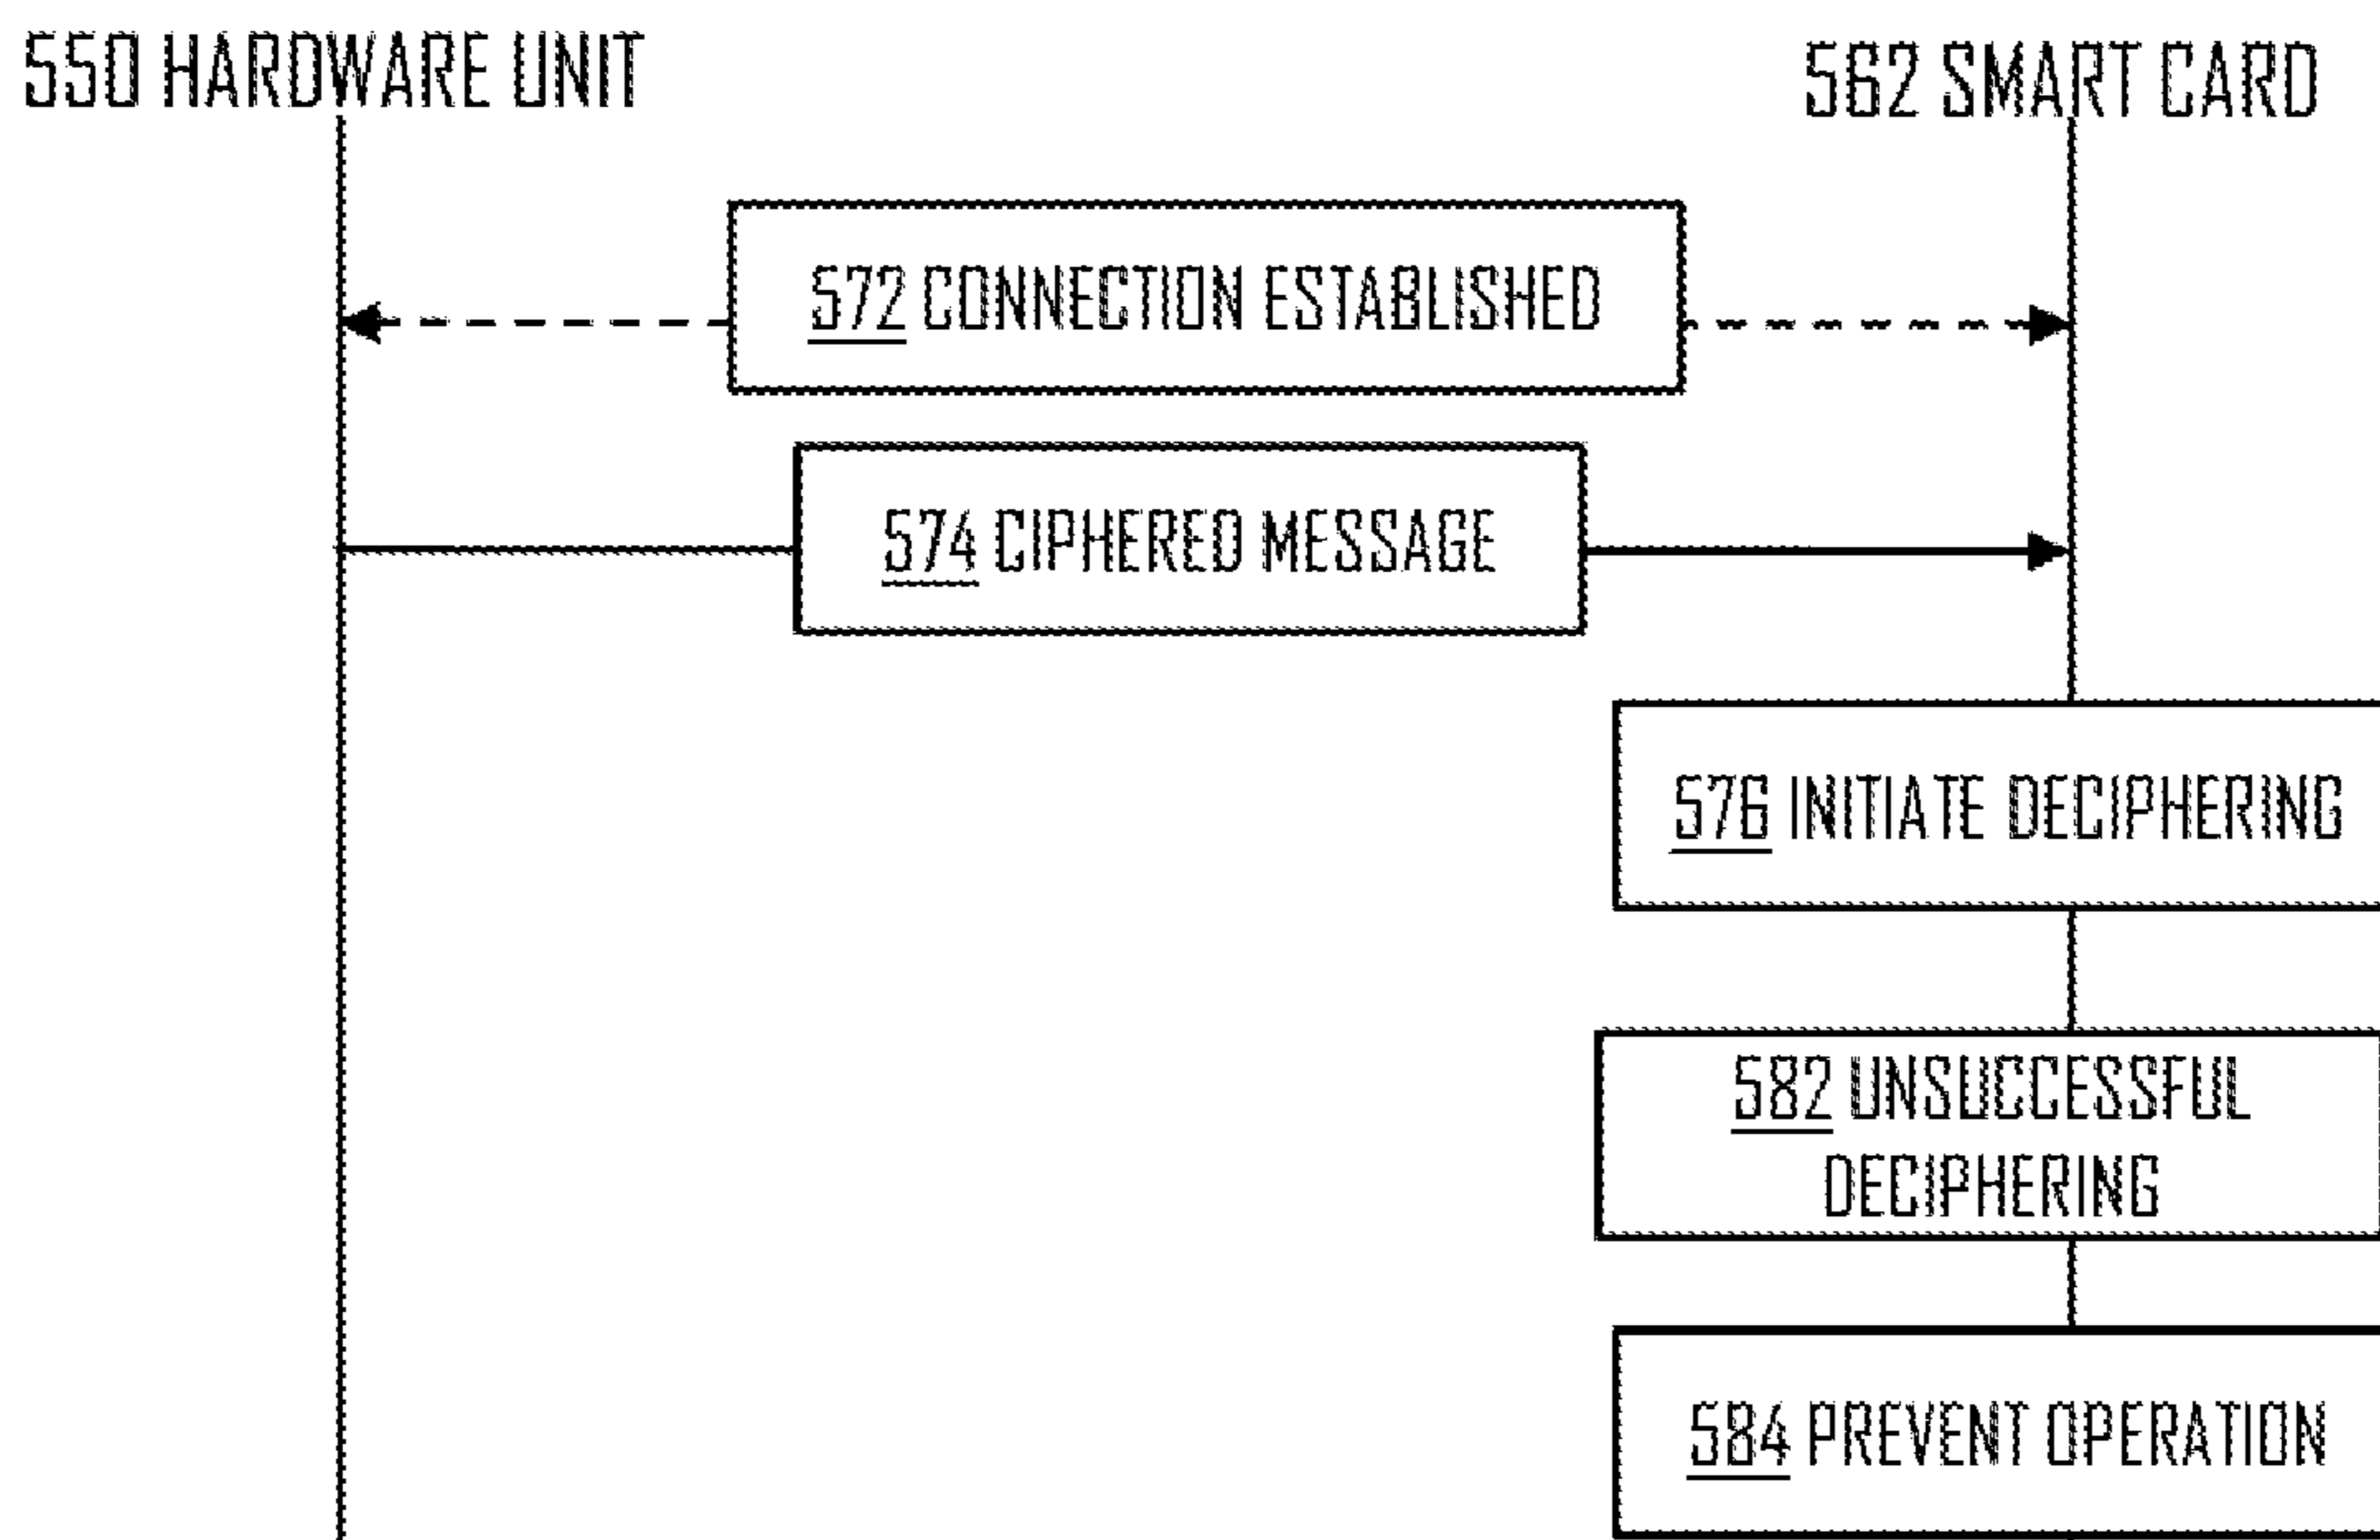 550 HARDWARE UNIT
562 SMART CARD
572 CONNECTION ESTABLISHED
574 CIPHERED MESSAGE
576 INITIATE DECIPHERING
582 UNSUCCESSFUL
DECIPHERING
584 PREVENT OPERATION